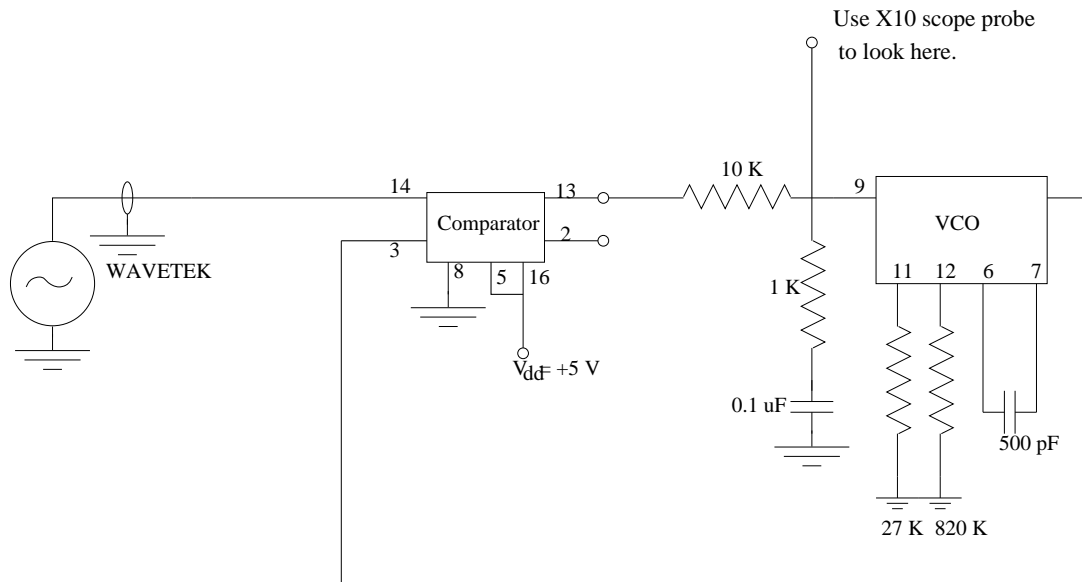 Use X10 scope probe
to look here.
10 K
14
13
9
Comparator
VCO
3
2
WAVETEK
8
5
16
11
12
6
7
1 K
Vdd = +5 V
0.1 uF
500 pF
27 K
820 K